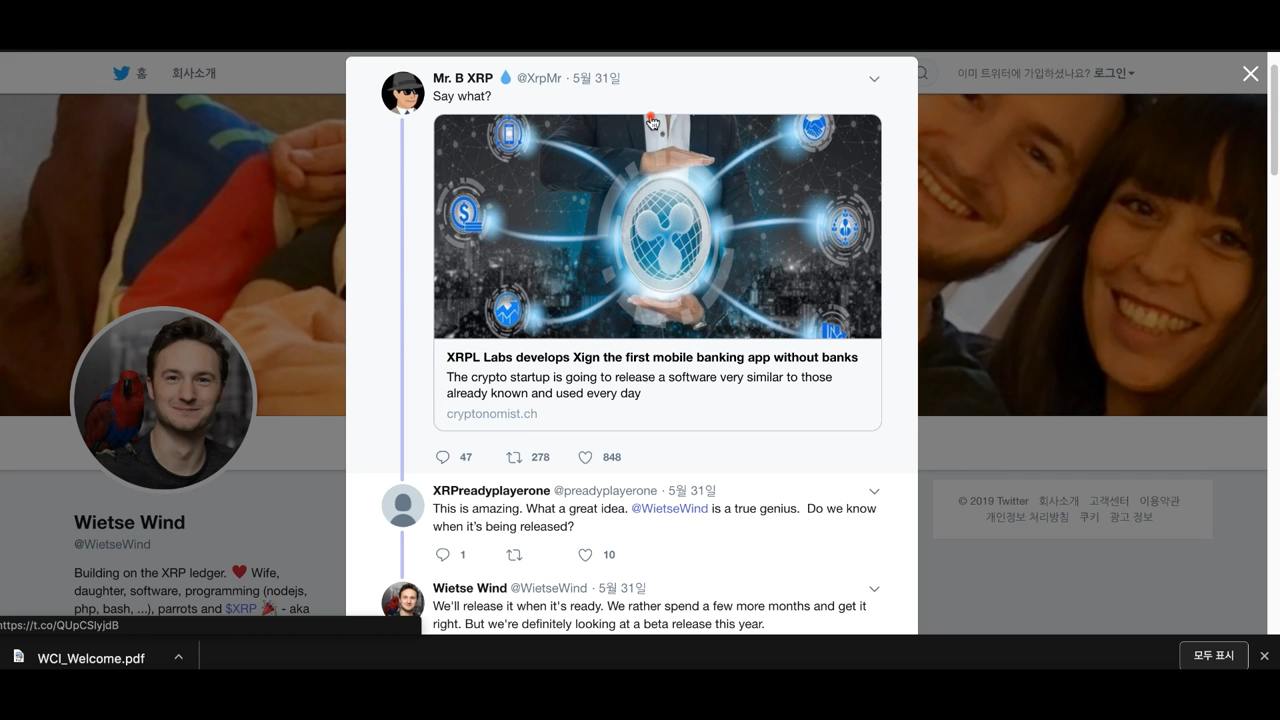 홈 회사소개
이미 트위터에 가입하셨나요? 로그인
Mr. B XRP 💧 @XrpMr · 5월 31일
Say what?
XRPL Labs develops Xign the first mobile banking app without banks
The crypto startup is going to release a software very similar to those
already known and used every day
cryptonomist.ch
47 278 848
XRPreadyplayerone @preadyplayerone · 5월 31일
This is amazing. What a great idea. @WietseWind is a true genius. Do we know
when it's being released?
1 10
Wietse Wind @WietseWind · 5월 31일
We'll release it when it's ready. We rather spend a few more months and get it
right. But we're definitely looking at a beta release this year.
Wietse Wind
@WietseWind
Building on the XRP ledger. ❤️ Wife,
daughter, software, programming (nodejs,
php, bash, ...), parrots and $XRP 🎉 - aka
© 2019 Twitter 회사소개 고객센터 이용약관
개인정보 처리방침 쿠키 광고 정보
https://t.co/QUpCSlyjdB
WCI_Welcome.pdf
모두 표시